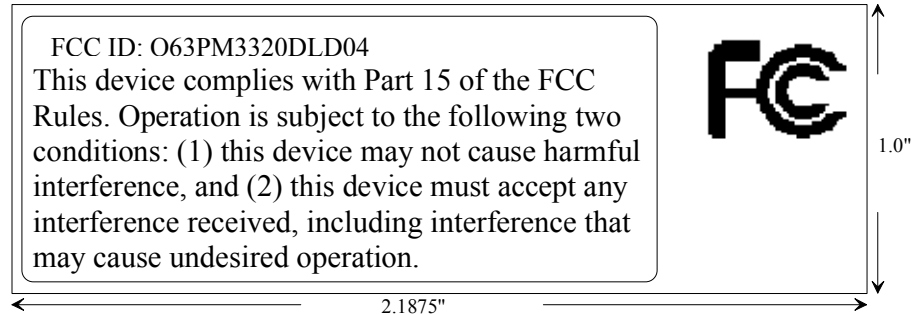 FCC ID: O63PM3320DLD04
This device complies with Part 15 of the FCC
Rules. Operation is subject to the following two
conditions: (1) this device may not cause harmful
interference, and (2) this device must accept any
interference received, including interference that
may cause undesired operation.
FCC
1.0"
2.1875"